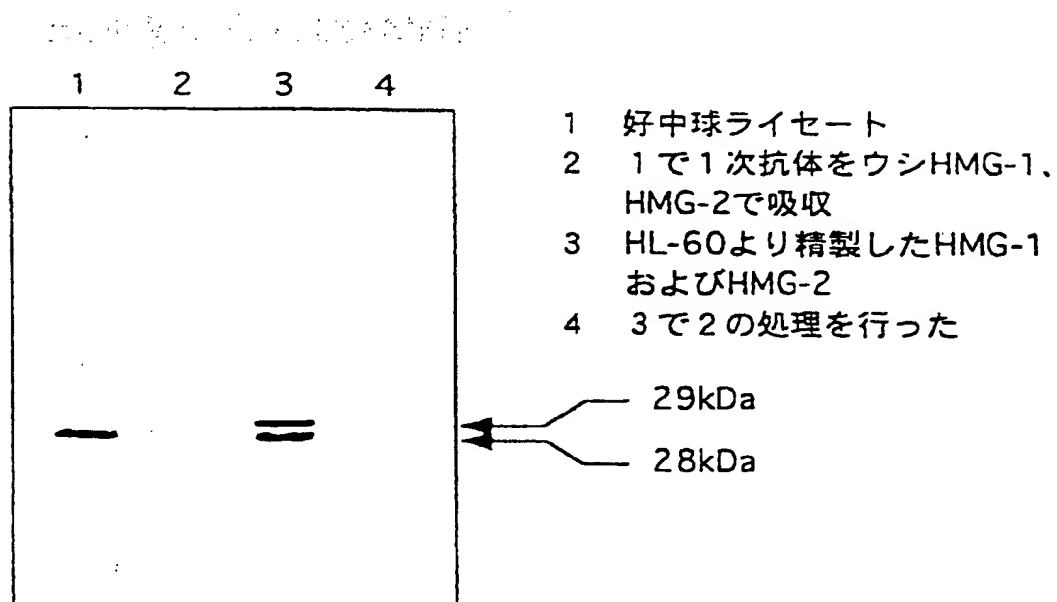 1 2 3 4
1 好中球ライセート
2 1で1次抗体をウシHMG-1、
HMG-2で吸収
3 HL-60より精製したHMG-1
およびHMG-2
4 3で2の処理を行った
29kDa
28kDa